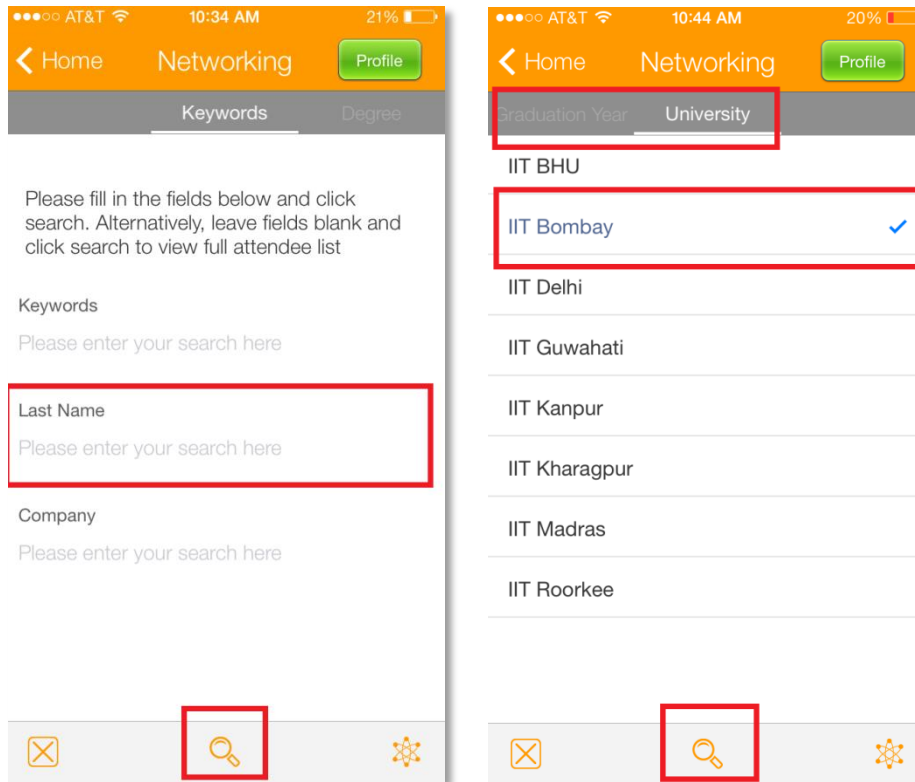 AT&T 10:34 AM 21%
Home Networking Profile
Keywords Degree
Please fill in the fields below and click
search. Alternatively, leave fields blank and
click search to view full attendee list
Keywords
Please enter your search here
Last Name
Please enter your search here
Company
Please enter your search here
AT&T 10:44 AM 20%
Home Networking Profile
Graduation Year University
IIT BHU
IIT Bombay
IIT Delhi
IIT Guwahati
IIT Kanpur
IIT Kharagpur
IIT Madras
IIT Roorkee